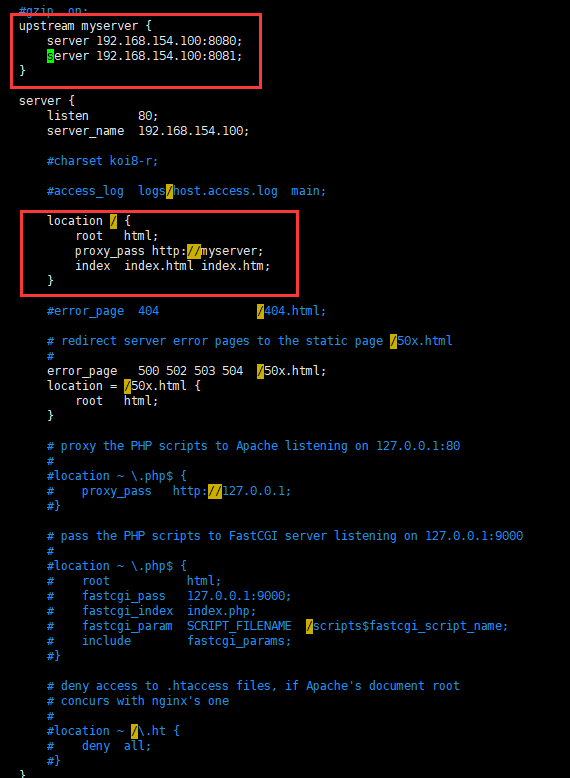 #gzip  on;
upstream myserver {
    server 192.168.154.100:8080;
    server 192.168.154.100:8081;
}
server {
    listen       80;
    server_name  192.168.154.100;
    #charset koi8-r;
    #access_log  logs/host.access.log  main;
    location / {
        root   html;
        proxy_pass http://myserver;
        index  index.html index.htm;
    }
    #error_page  404              /404.html;
    # redirect server error pages to the static page /50x.html
    #
    error_page   500 502 503 504  /50x.html;
    location = /50x.html {
        root   html;
    }
    # proxy the PHP scripts to Apache listening on 127.0.0.1:80
    #
    #location ~ \.php$ {
    #    proxy_pass   http://127.0.0.1;
    #}
    # pass the PHP scripts to FastCGI server listening on 127.0.0.1:9000
    #
    #location ~ \.php$ {
    #    root           html;
    #    fastcgi_pass   127.0.0.1:9000;
    #    fastcgi_index  index.php;
    #    fastcgi_param  SCRIPT_FILENAME  /scripts$fastcgi_script_name;
    #    include        fastcgi_params;
    #}
    # deny access to .htaccess files, if Apache's document root
    # concurs with nginx's one
    #
    #location ~ /\.ht {
    #    deny  all;
    #}
}